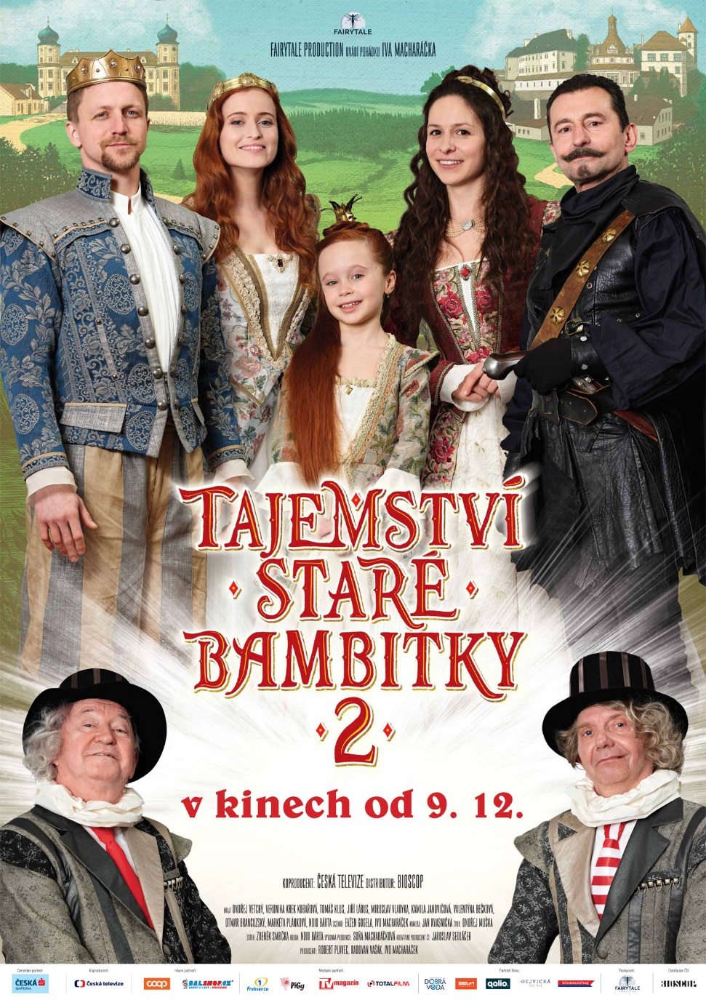 FAIRYTALE
FAIRYTALE PRODUCTION UVÁDÍ POHÁDKU IVA MACHARÁČKA
TAJEMSTVÍ
STARÉ
BAMBITKY
2
v kinech od 9. 12.
KOPRODUCENT: ČESKÁ TELEVIZE DISTRIBUTOR: BIOSCOP
HRAJÍ ONDŘEJ VETCHÝ, VERONIKA KHEK KUBAŘOVÁ, TOMÁŠ KLUS, JIŘÍ LÁBUS, MIROSLAV VLADYKA, KAMILA JANOVIČOVÁ, VALENTÝNA BEČKOVÁ,
OTMAR BRANCUZSKÝ, MARKÉTA PLÁNKOVÁ, NOID BÁRTA SCÉNÁŘ: EVŽEN GOGELA, IVO MACHARÁČEK KAMERA: JAN KVASNIČKA ZVUK: ONDŘEJ MUŠKA
STŘIH: ZDENĚK SMRČKA HUDBA: NOID BÁRTA VÝKONNÁ PRODUCE: SOŇA MACHARÁČKOVÁ KREATIVNÍ PRODUCENT ČT: JAROSLAV SEDLÁČEK
PRODUCENTI: ROBERT PLAVEC, RADOVAN VAŠÁK, IVO MACHARÁČEK
Generální partner: Koproducent: Hlavní partneři: Mediální partneři: Partneři filmu: Producent: Distributor ČR:
ČESKÁ spořitelna Česká televize coop BALSHOP.CZ Frekvence 1 PiGy TV magazín TOTALFILM DOBRÁ VODA qalio DEJVICKÁ Středočeský kraj FAIRYTALE BIOSCOP